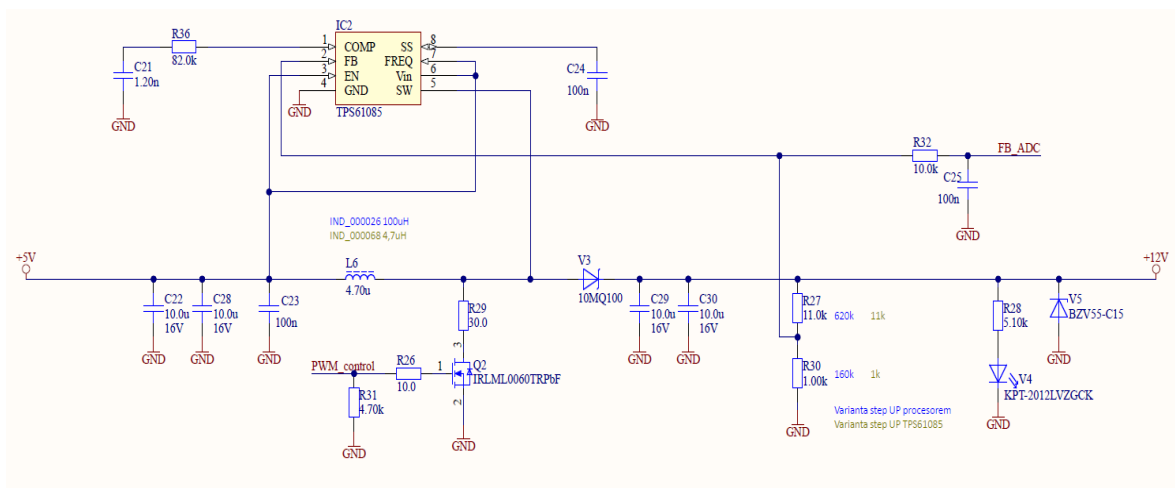 IC2
R36
82.0k
C21
1.20n
GND
1 COMP SS 8
2 FB FREQ 7
3 EN Vin 6
4 GND SW 5
TPS61085
GND
C24
100n
GND
R32
10.0k
FB_ADC
C25
100n
GND
IND_000026 100uH
IND_000068 4,7uH
+5V
L6
4.70u
V3
10MQ100
+12V
C22
10.0u
16V
GND
C28
10.0u
16V
GND
C23
100n
GND
R29
30.0
C29
10.0u
16V
GND
C30
10.0u
16V
GND
R27
11.0k
620k 11k
R28
5.10k
V5
BZV55-C15
GND
PWM_control
R26
10.0
1
3
Q2
IRLML0060TRPbF
2
GND
R31
4.70k
GND
R30
1.00k
160k 1k
GND
V4
KPT-2012LVZGCK
GND
Varianta step UP procesorem
Varianta step UP TPS61085